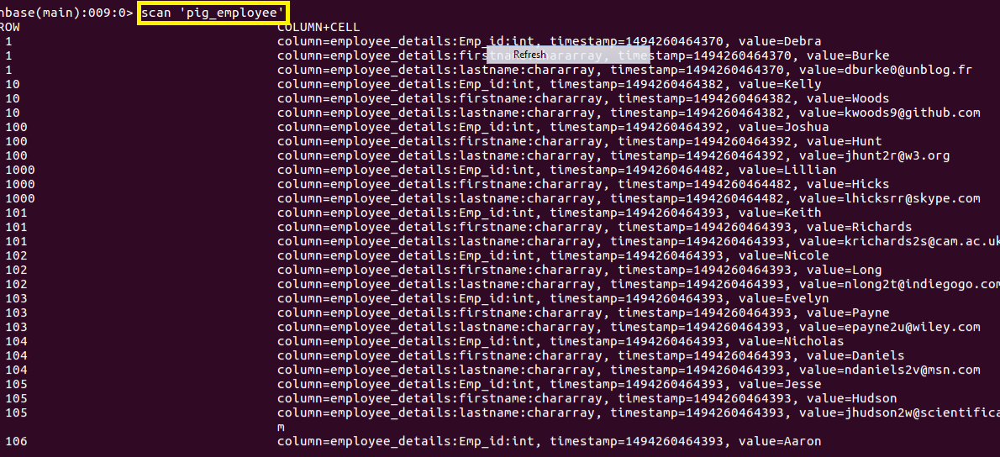 hbase(main):009:0> scan 'pig_employee'
ROW COLUMN+CELL
1 column=employee_details:Emp_id:int, timestamp=1494260464370, value=Debra
1 column=employee_details:firstname:chararray, timestamp=1494260464370, value=Burke
Refresh
1 column=employee_details:lastname:chararray, timestamp=1494260464370, value=dburke0@unblog.fr
10 column=employee_details:Emp_id:int, timestamp=1494260464382, value=Kelly
10 column=employee_details:firstname:chararray, timestamp=1494260464382, value=Woods
10 column=employee_details:lastname:chararray, timestamp=1494260464382, value=kwoods9@github.com
100 column=employee_details:Emp_id:int, timestamp=1494260464392, value=Joshua
100 column=employee_details:firstname:chararray, timestamp=1494260464392, value=Hunt
100 column=employee_details:lastname:chararray, timestamp=1494260464392, value=jhunt2r@w3.org
1000 column=employee_details:Emp_id:int, timestamp=1494260464482, value=Lillian
1000 column=employee_details:firstname:chararray, timestamp=1494260464482, value=Hicks
1000 column=employee_details:lastname:chararray, timestamp=1494260464482, value=lhicksrr@skype.com
101 column=employee_details:Emp_id:int, timestamp=1494260464393, value=Keith
101 column=employee_details:firstname:chararray, timestamp=1494260464393, value=Richards
101 column=employee_details:lastname:chararray, timestamp=1494260464393, value=krichards2s@cam.ac.uk
102 column=employee_details:Emp_id:int, timestamp=1494260464393, value=Nicole
102 column=employee_details:firstname:chararray, timestamp=1494260464393, value=Long
102 column=employee_details:lastname:chararray, timestamp=1494260464393, value=nlong2t@indiegogo.com
103 column=employee_details:Emp_id:int, timestamp=1494260464393, value=Evelyn
103 column=employee_details:firstname:chararray, timestamp=1494260464393, value=Payne
103 column=employee_details:lastname:chararray, timestamp=1494260464393, value=epayne2u@wiley.com
104 column=employee_details:Emp_id:int, timestamp=1494260464393, value=Nicholas
104 column=employee_details:firstname:chararray, timestamp=1494260464393, value=Daniels
104 column=employee_details:lastname:chararray, timestamp=1494260464393, value=ndaniels2v@msn.com
105 column=employee_details:Emp_id:int, timestamp=1494260464393, value=Jesse
105 column=employee_details:firstname:chararray, timestamp=1494260464393, value=Hudson
105 column=employee_details:lastname:chararray, timestamp=1494260464393, value=jhudson2w@scientifica
m
106 column=employee_details:Emp_id:int, timestamp=1494260464393, value=Aaron